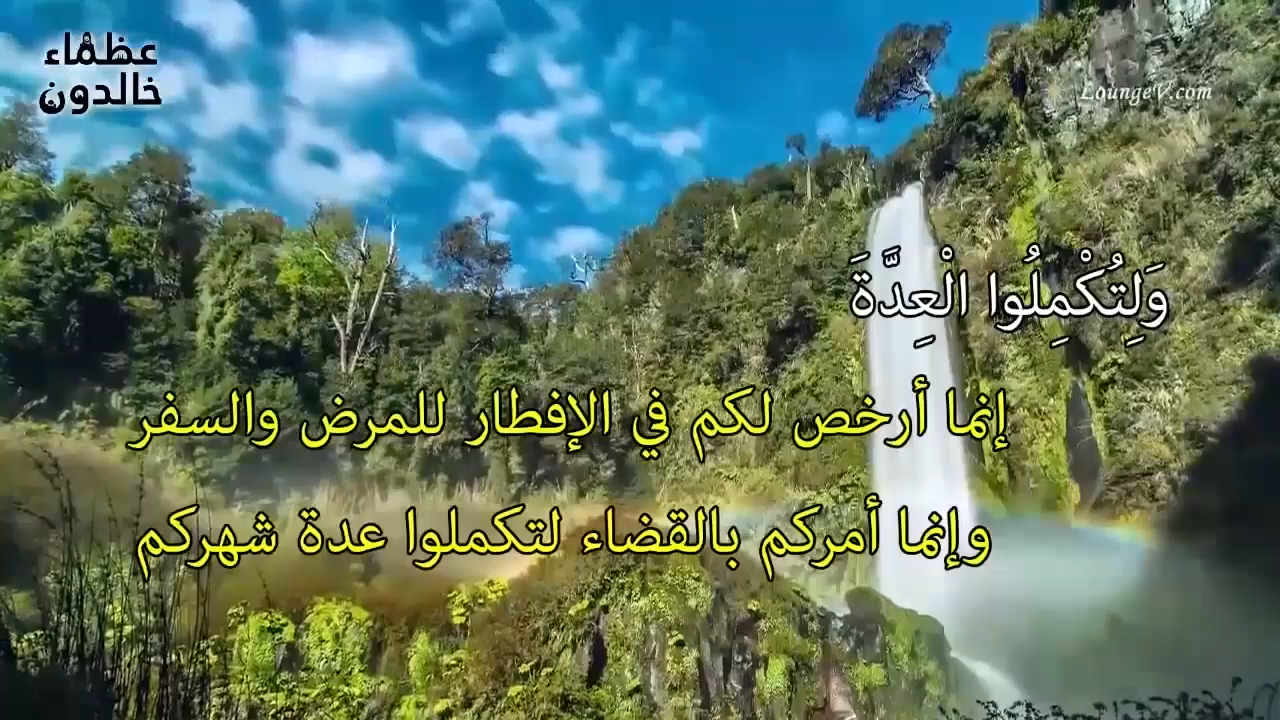 عظماء
خالدون
LoungeV.com
وَلِتُكْمِلُوا الْعِدَّةَ
إنما أرخص لكم في الإفطار للمرض والسفر
وإنما أمركم بالقضاء لتكملوا عدة شهركم